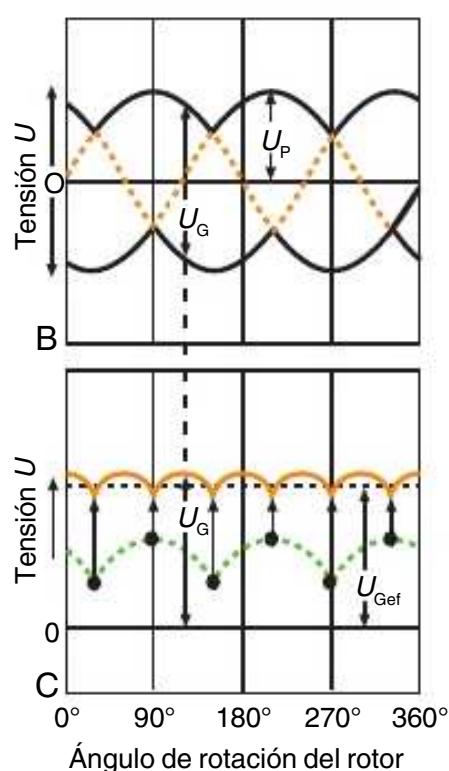 Tensión U
O
U_P
U_G
B
Tensión U
U_G
U_Gef
0
C
0° 90° 180° 270° 360°
Ángulo de rotación del rotor